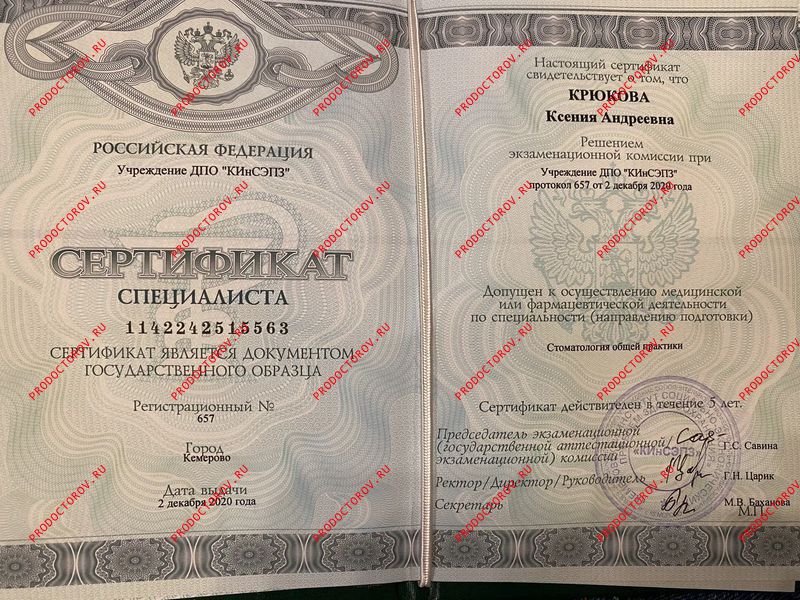 РОССИЙСКАЯ ФЕДЕРАЦИЯ
Учреждение ДПО "КИнСЭПЗ"
СЕРТИФИКАТ
СПЕЦИАЛИСТА
1142242515563
СЕРТИФИКАТ ЯВЛЯЕТСЯ ДОКУМЕНТОМ
ГОСУДАРСТВЕННОГО ОБРАЗЦА
Регистрационный №
657
Город
Кемерово
Дата выдачи
2 декабря 2020 года
Настоящий сертификат
свидетельствует о том, что
КРЮКОВА
Ксения Андреевна
Решением
экзаменационной комиссии при
Учреждение ДПО "КИнСЭПЗ"
протокол 657 от 2 декабря 2020 года
Допущен к осуществлению медицинской
или фармацевтической деятельности
по специальности (направлению подготовки)
Стоматология общей практики
Сертификат действителен в течение 5 лет.
Председатель экзаменационной
(государственной аттестационной/
экзаменационной) комиссии
Г.С. Савина
Ректор/Директор/Руководитель
Г.Н. Царик
Секретарь
М.В. Баханова
М.П.
«КИнСЭПЗ»
PRODOCTOROV.RU